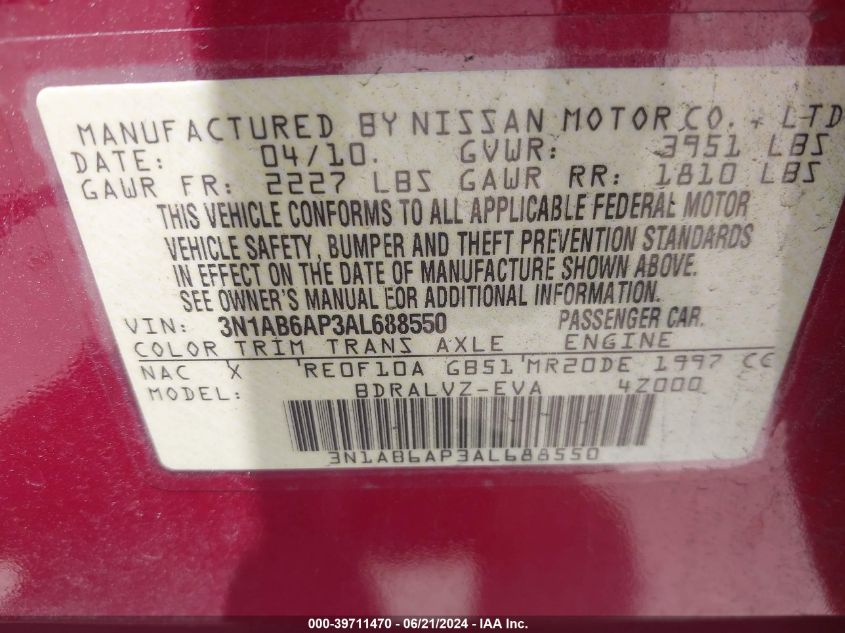 MANUFACTURED BY NISSAN MOTOR CO., LTD
DATE: 04/10. GVWR: 3951 LBS
GAWR FR: 2227 LBS GAWR RR: 1810 LBS
THIS VEHICLE CONFORMS TO ALL APPLICABLE FEDERAL MOTOR
VEHICLE SAFETY, BUMPER AND THEFT PREVENTION STANDARDS
IN EFFECT ON THE DATE OF MANUFACTURE SHOWN ABOVE.
SEE OWNER'S MANUAL FOR ADDITIONAL INFORMATION.
VIN: 3N1AB6AP3AL688550 PASSENGER CAR.
COLOR TRIM TRANS AXLE ENGINE
NAC X RE0F10A GB51 MR20DE 1997 CC
MODEL: BDRALVZ-EVA 4Z000
3N1AB6AP3AL688550
000-39711470 - 06/21/2024 - IAA Inc.